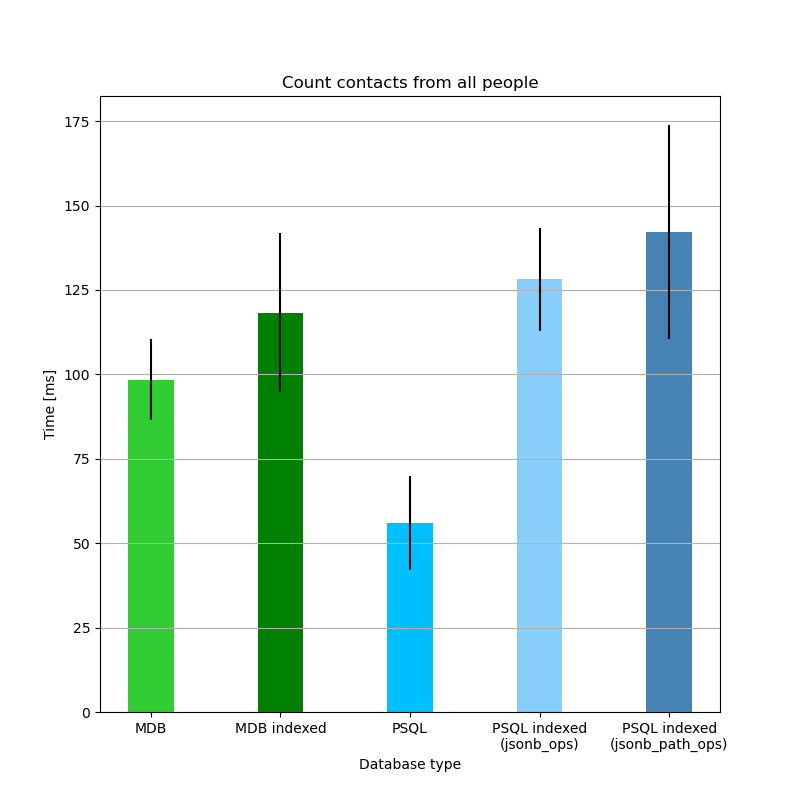 Count contacts from all people
Time [ms]
175
150
125
100
75
50
25
0
MDB
MDB indexed
PSQL
PSQL indexed
(jsonb_ops)
PSQL indexed
(jsonb_path_ops)
Database type